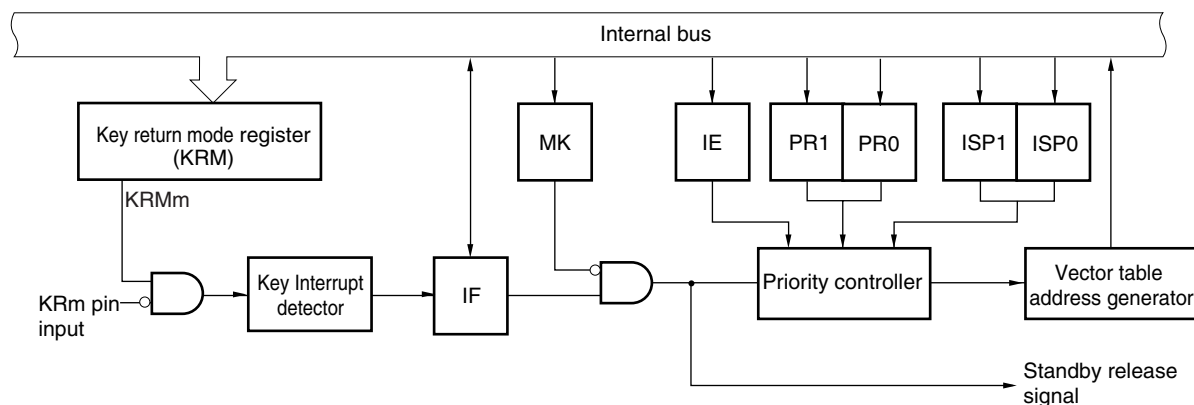 Internal bus
Key return mode register
(KRM)
MK
IE
PR1
PR0
ISP1
ISP0
KRMm
KRm pin
input
Key Interrupt
detector
IF
Priority controller
Vector table
address generator
Standby release
signal